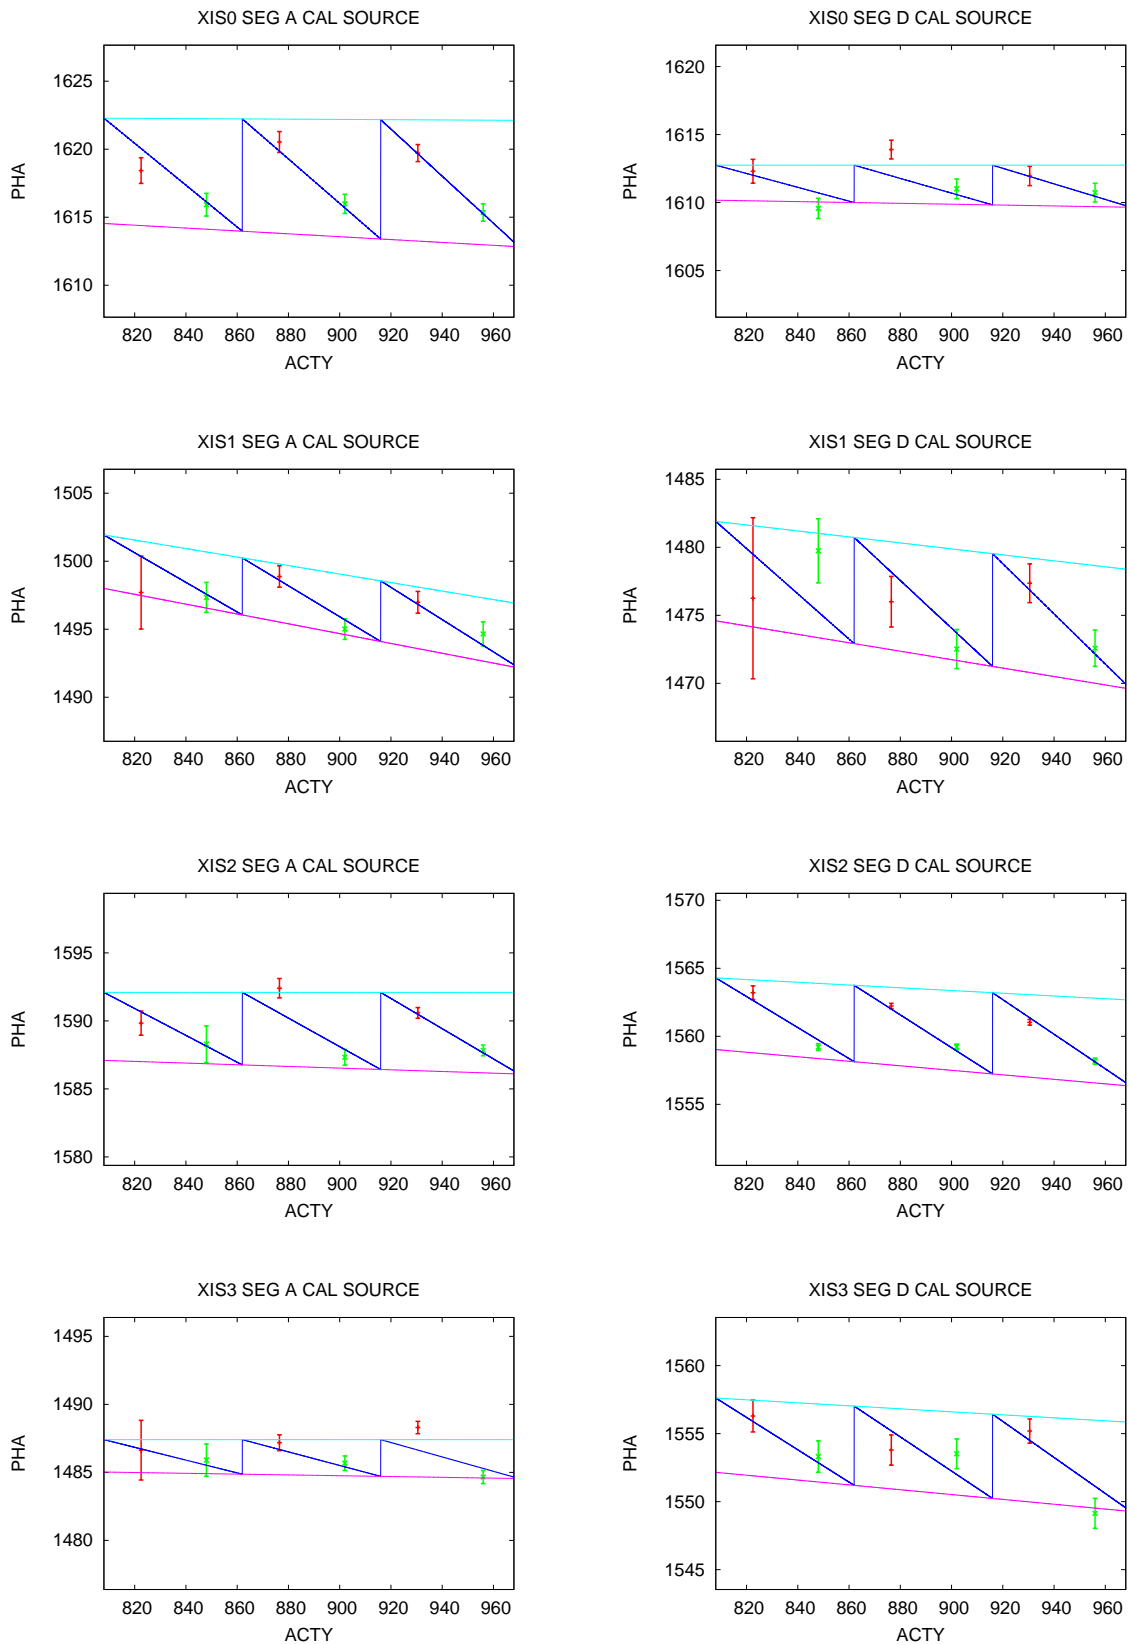 XIS0 SEG A CAL SOURCE
PHA
1625
1620
1615
1610
820 840 860 880 900 920 940 960
ACTY
XIS0 SEG D CAL SOURCE
PHA
1620
1615
1610
1605
820 840 860 880 900 920 940 960
ACTY
XIS1 SEG A CAL SOURCE
PHA
1505
1500
1495
1490
820 840 860 880 900 920 940 960
ACTY
XIS1 SEG D CAL SOURCE
PHA
1485
1480
1475
1470
820 840 860 880 900 920 940 960
ACTY
XIS2 SEG A CAL SOURCE
PHA
1595
1590
1585
1580
820 840 860 880 900 920 940 960
ACTY
XIS2 SEG D CAL SOURCE
PHA
1570
1565
1560
1555
820 840 860 880 900 920 940 960
ACTY
XIS3 SEG A CAL SOURCE
PHA
1495
1490
1485
1480
820 840 860 880 900 920 940 960
ACTY
XIS3 SEG D CAL SOURCE
PHA
1560
1555
1550
1545
820 840 860 880 900 920 940 960
ACTY